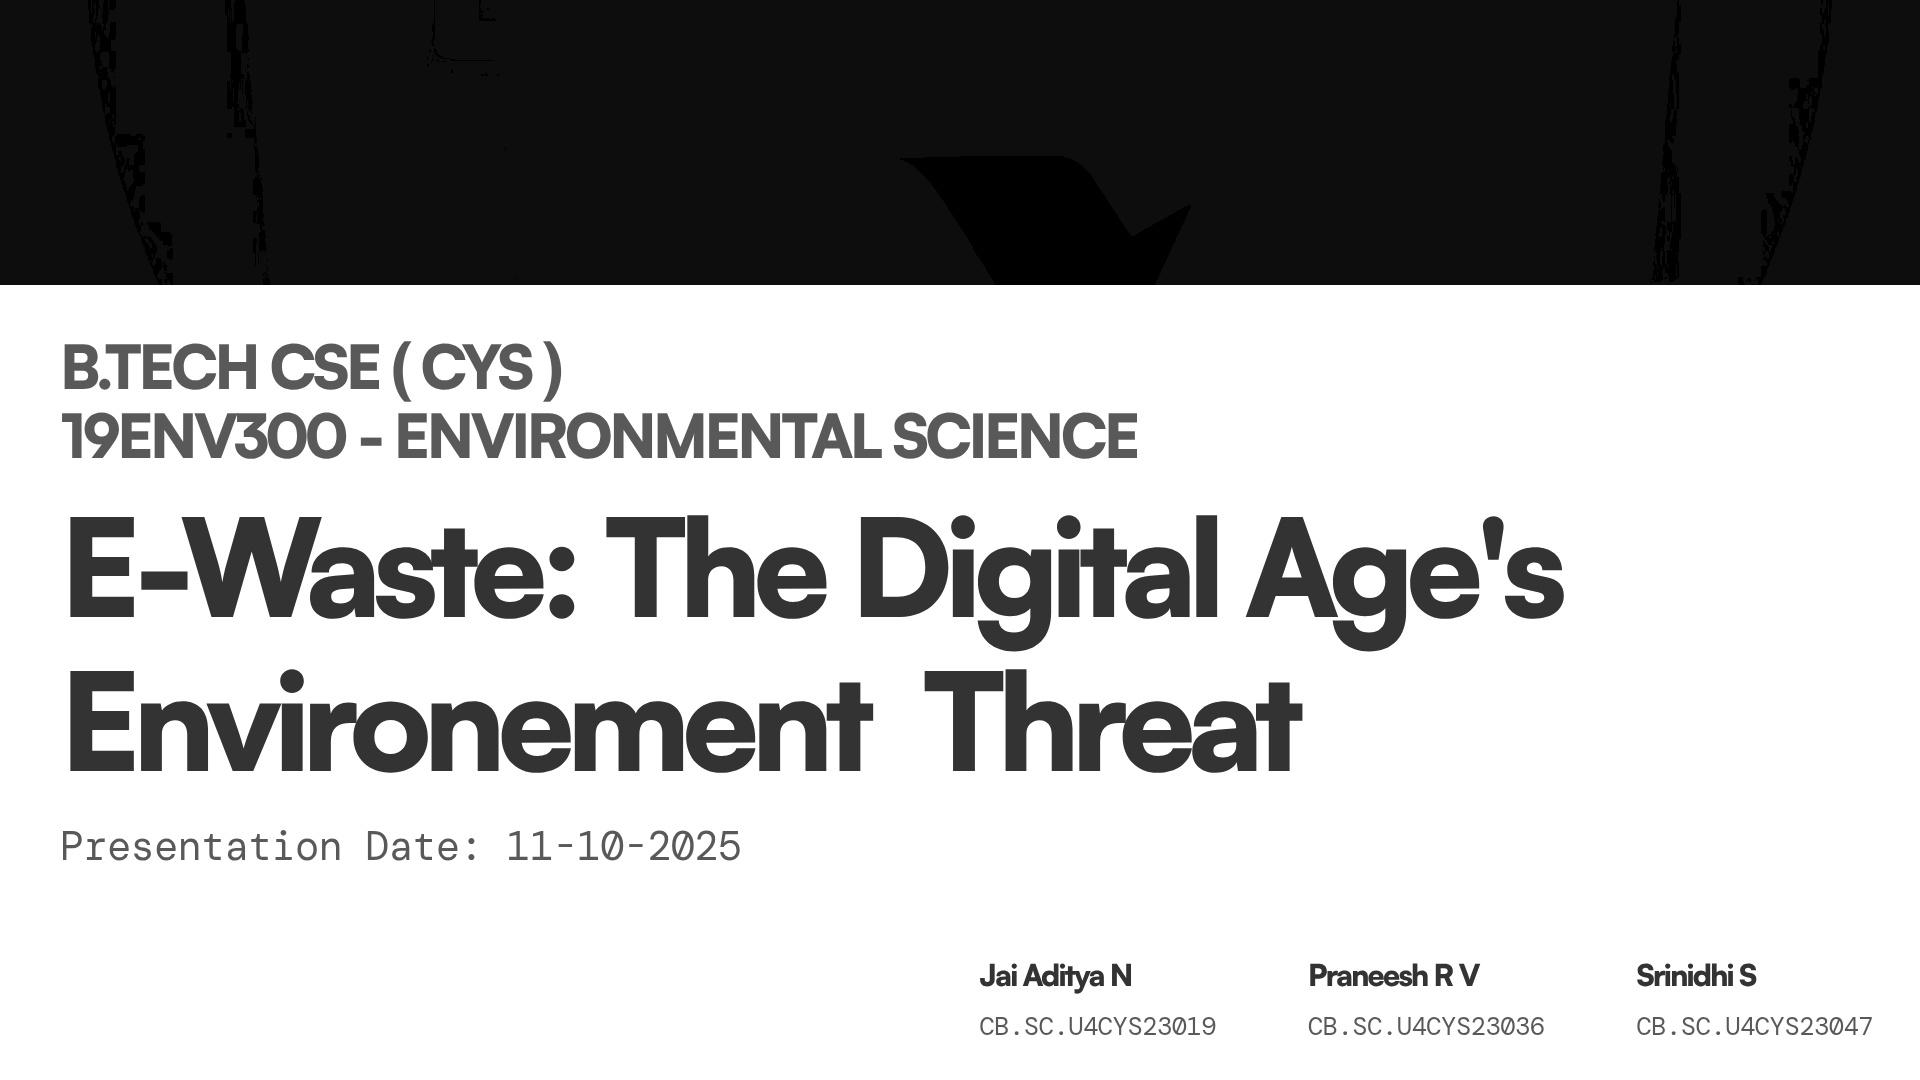 B.TECH CSE ( CYS )
19ENV300 - ENVIRONMENTAL SCIENCE
E-Waste: The Digital Age's
Environement  Threat
Presentation Date: 11-10-2025
Jai Aditya N
Praneesh R V
Srinidhi S
CB.SC.U4CYS23019
CB.SC.U4CYS23036
CB.SC.U4CYS23047